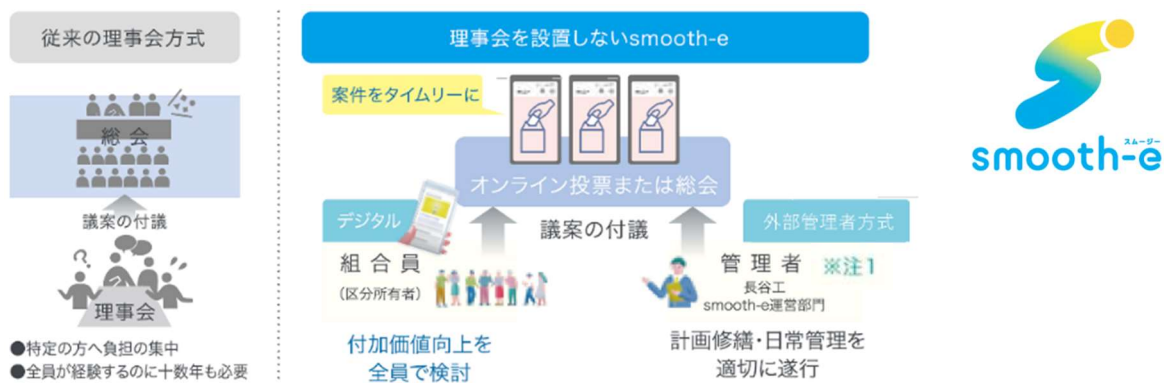 従来の理事会方式
総会
議案の付議
理事会
●特定の方へ負担の集中
●全員が経験するのに十数年も必要
理事会を設置しないsmooth-e
案件をタイムリーに
オンライン投票または総会
デジタル
議案の付議
外部管理者方式
組合員
(区分所有者)
管理者 ※注1
長谷工
smooth-e運営部門
付加価値向上を
全員で検討
計画修繕・日常管理を
適切に遂行
スムージー
smooth-e